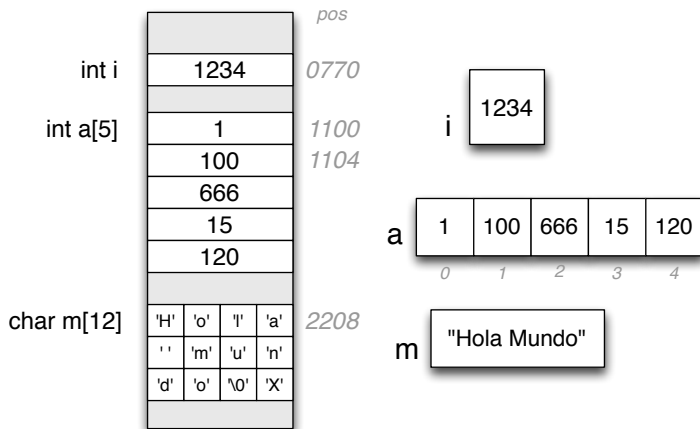 pos
int i 1234 0770
int a[5] 1 1100
100 1104
666
15
120
char m[12] 'H' 'o' 'l' 'a' 2208
' ' 'm' 'u' 'n'
'd' 'o' '\0' 'X'
i 1234
a 1 100 666 15 120
0 1 2 3 4
m "Hola Mundo"